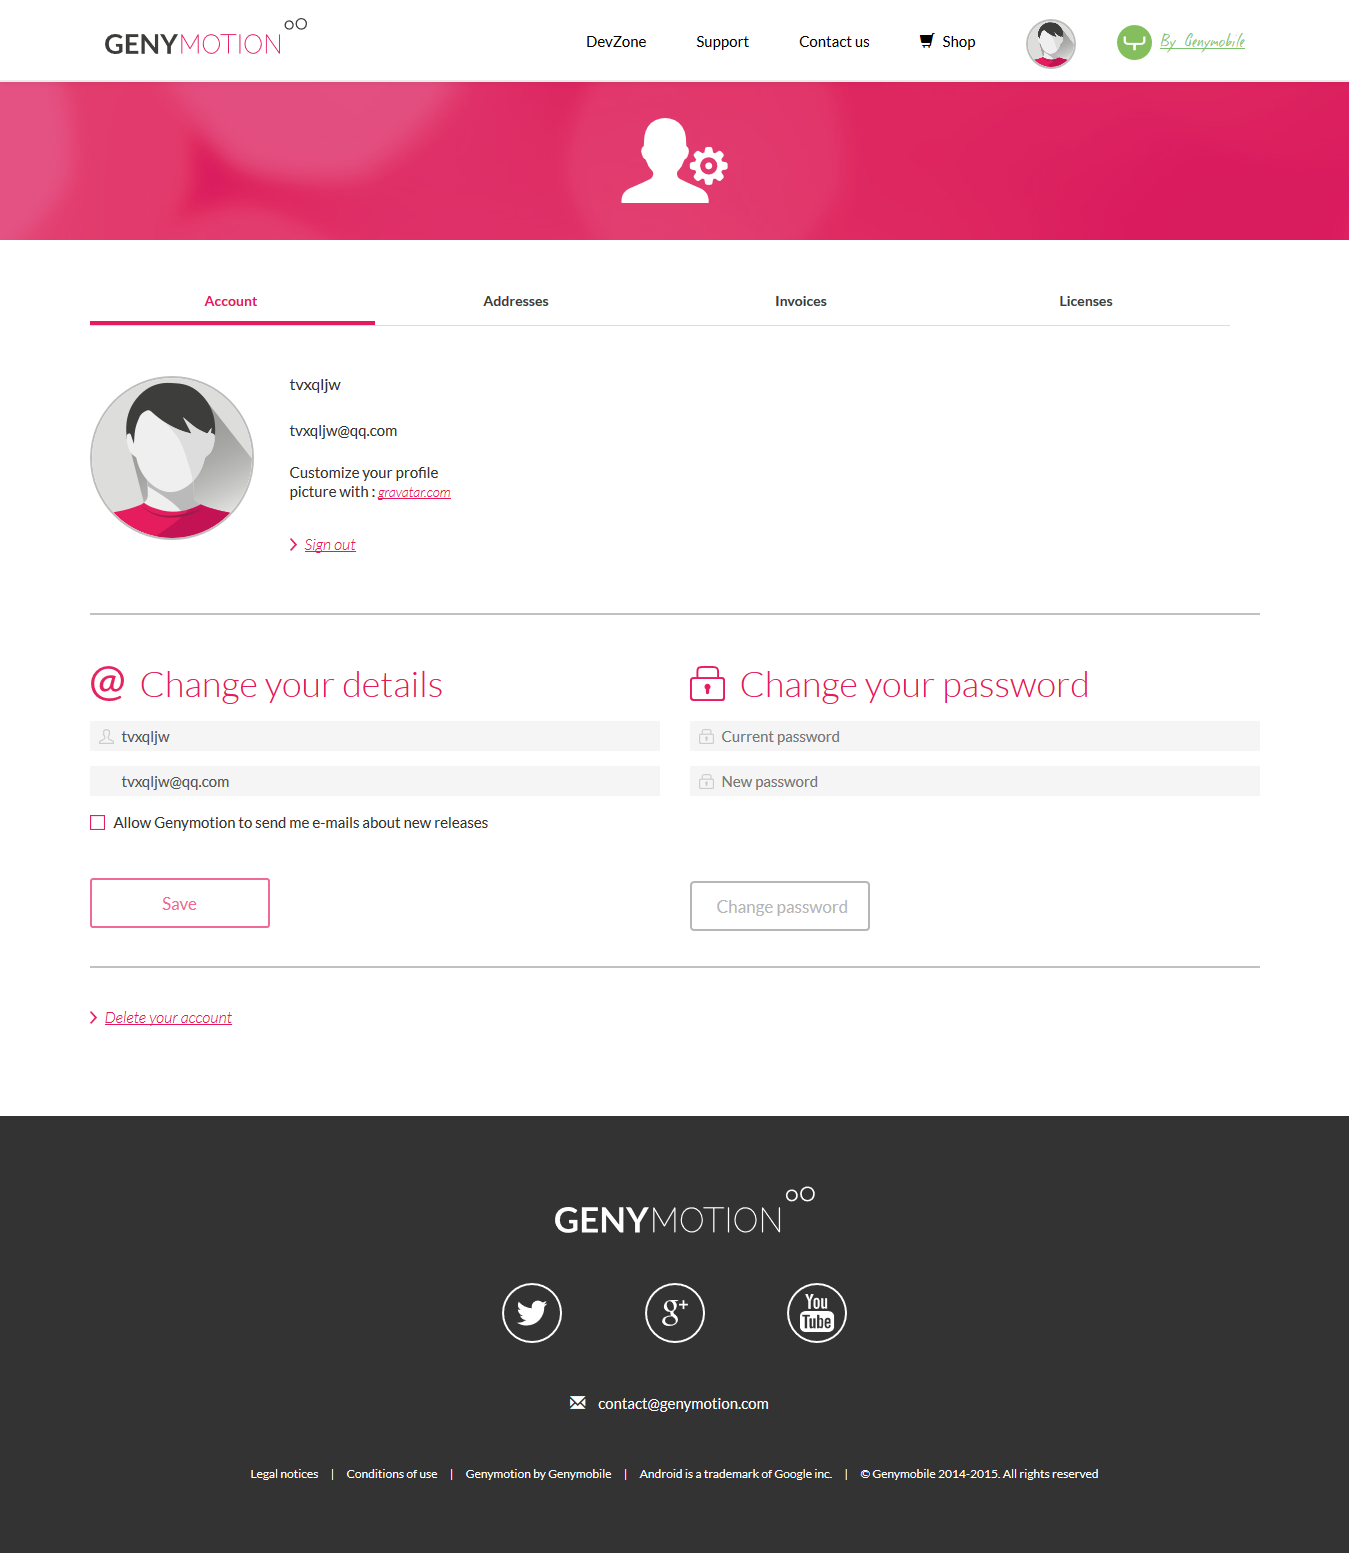 GENYMOTION
DevZone
Support
Contact us
Shop
By Genymobile
Account
Addresses
Invoices
Licenses
tvxqljw
tvxqljw@qq.com
Customize your profile
picture with : gravatar.com
Sign out
@ Change your details
tvxqljw
tvxqljw@qq.com
Allow Genymotion to send me e-mails about new releases
Save
Change your password
Current password
New password
Change password
Delete your account
GENYMOTION
g+
You
Tube
contact@genymotion.com
Legal notices | Conditions of use | Genymotion by Genymobile | Android is a trademark of Google inc. | © Genymobile 2014-2015. All rights reserved